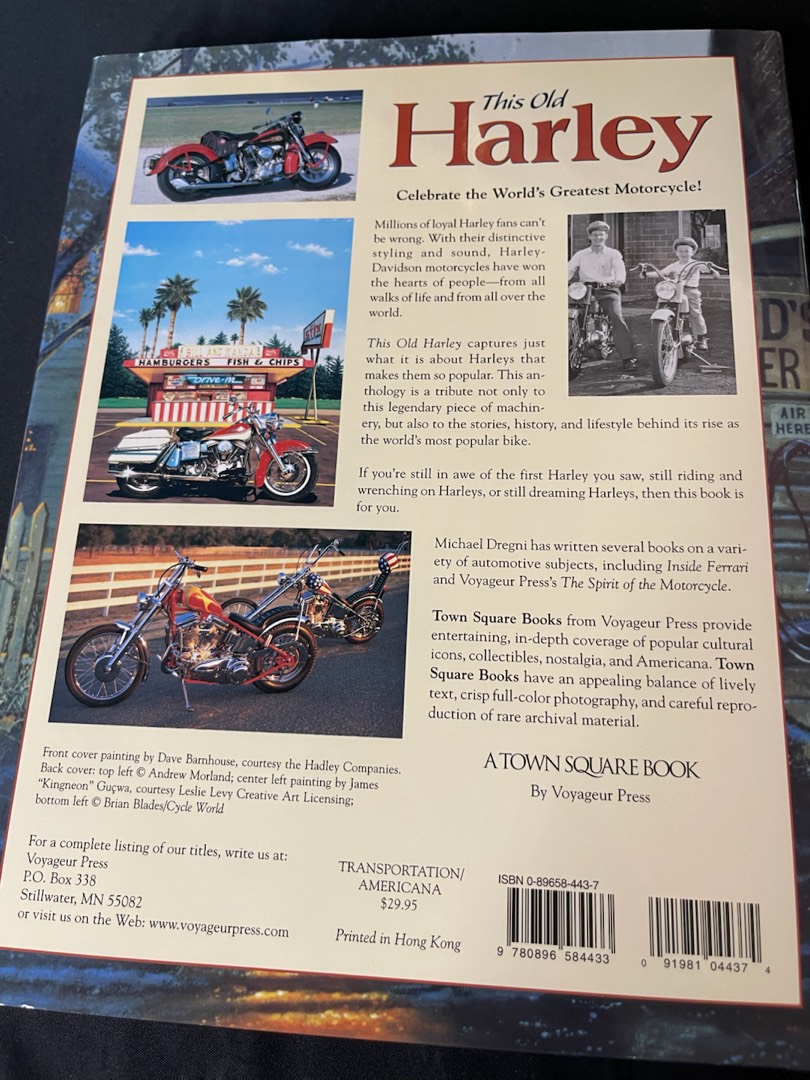 This Old
Harley
Celebrate the World's Greatest Motorcycle!
Millions of loyal Harley fans can't
be wrong. With their distinctive
styling and sound, Harley-
Davidson motorcycles have won
the hearts of people—from all
walks of life and from all over the
world.
This Old Harley captures just
what it is about Harleys that
makes them so popular. This an-
thology is a tribute not only to
this legendary piece of machin-
ery, but also to the stories, history, and lifestyle behind its rise as
the world's most popular bike.
If you're still in awe of the first Harley you saw, still riding and
wrenching on Harleys, or still dreaming Harleys, then this book is
for you.
HAMBURGERS FISH & CHIPS
DRIVE-IN
D'S
ER
AIR
HERE
Michael Dregni has written several books on a vari-
ety of automotive subjects, including Inside Ferrari
and Voyageur Press's The Spirit of the Motorcycle.
Town Square Books from Voyageur Press provide
entertaining, in-depth coverage of popular cultural
icons, collectibles, nostalgia, and Americana. Town
Square Books have an appealing balance of lively
text, crisp full-color photography, and careful repro-
duction of rare archival material.
A TOWN SQUARE BOOK
By Voyageur Press
Front cover painting by Dave Barnhouse, courtesy the Hadley Companies.
Back cover: top left © Andrew Morland; center left painting by James
"Kingneon" Guçwa, courtesy Leslie Levy Creative Art Licensing;
bottom left © Brian Blades/Cycle World
For a complete listing of our titles, write us at:
Voyageur Press
P.O. Box 338
Stillwater, MN 55082
or visit us on the Web: www.voyageurpress.com
TRANSPORTATION/
AMERICANA
$29.95
Printed in Hong Kong
ISBN 0-89658-443-7
9 780896 584433
0 91981 04437 4